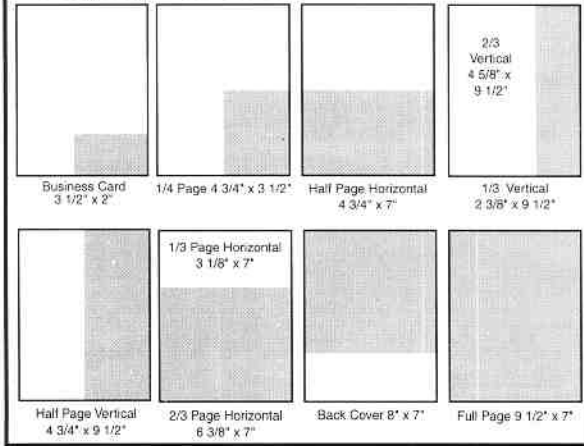 2/3
Vertical
4 5/8" x
9 1/2"
Business Card
3 1/2" x 2"
1/4 Page 4 3/4" x 3 1/2"
Half Page Horizontal
4 3/4" x 7"
1/3 Vertical
2 3/8" x 9 1/2"
1/3 Page Horizontal
3 1/8" x 7"
Half Page Vertical
4 3/4" x 9 1/2"
2/3 Page Horizontal
6 3/8" x 7"
Back Cover 8" x 7"
Full Page 9 1/2" x 7"